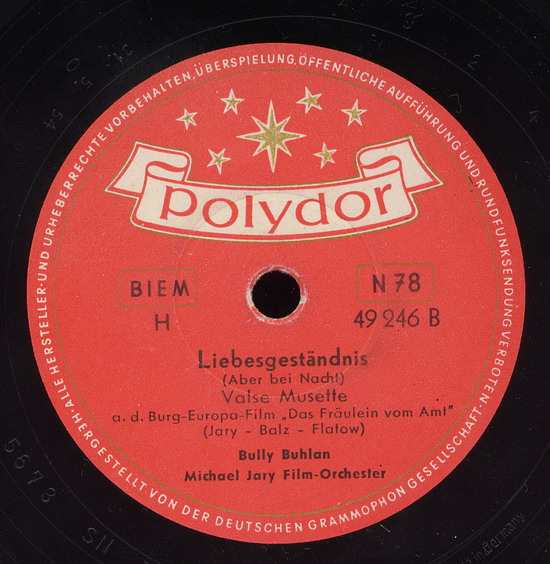 ·ALLE HERSTELLER-UND URHEBERRECHTE VORBEHALTEN, ÜBERSPIELUNG, ÖFFENTLICHE AUFFÜHRUNG UND RUNDFUNKSENDUNG VERBOTEN·
polydor
BIEM
N 78
H
49 246 B
Liebesgeständnis
(Aber bei Nacht)
Valse Musette
a. d. Burg-Europa-Film „Das Fräulein vom Amt"
(Jary - Balz - Flatow)
Bully Buhlan
Michael Jary Film-Orchester
HERGESTELLT VON DER DEUTSCHEN GRAMMOPHON GESELLSCHAFT·
5673
Germany